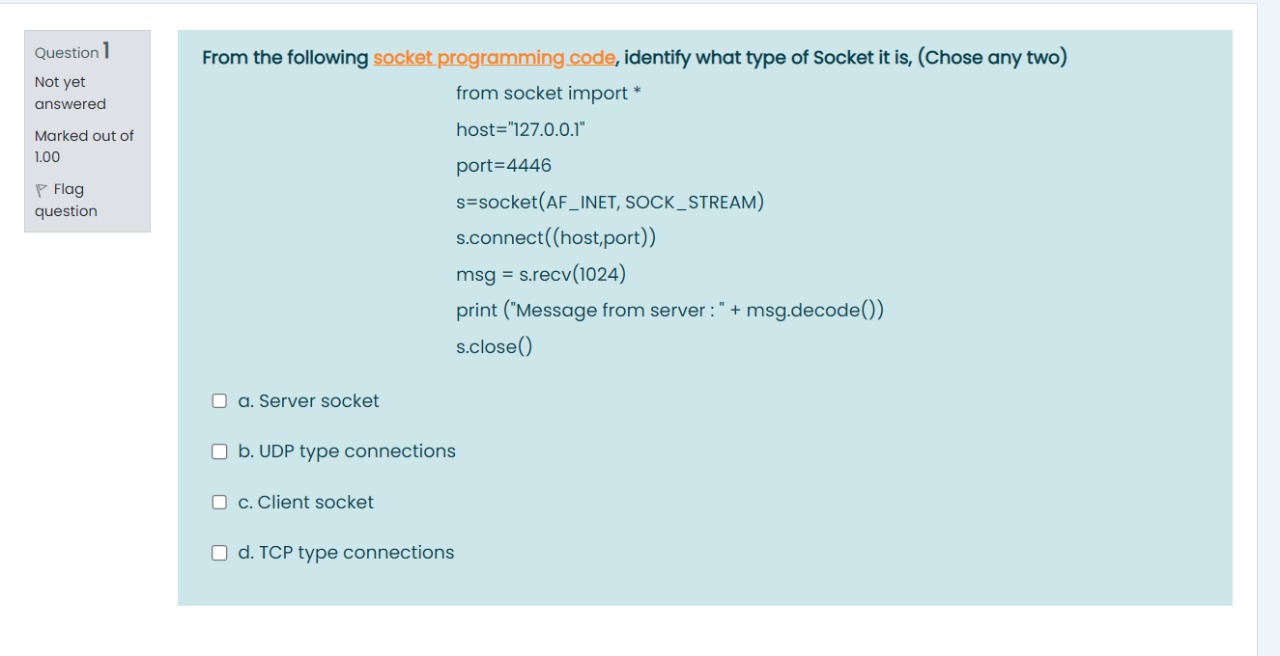 Question 1
Not yet
answered
Marked out of
1.00
Flag
question
From the following socket programming code, identify what type of Socket it is, (Chose any two)
from socket import *
host="127.0.0.1"
port=4446
s=socket(AF_INET, SOCK_STREAM)
s.connect((host,port))
msg = s.recv(1024)
print ("Message from server : " + msg.decode())
s.close()
a. Server socket
b. UDP type connections
c. Client socket
d. TCP type connections